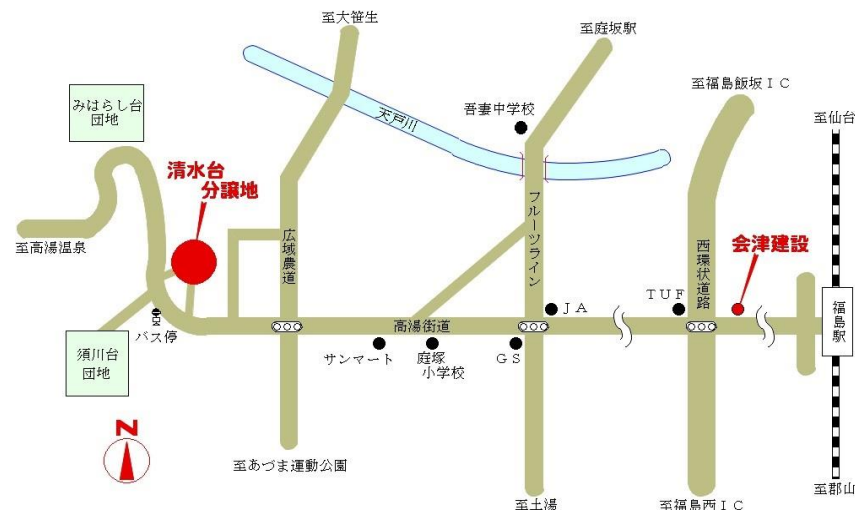 至大笹生
至庭坂駅
至福島飯坂ＩＣ
至仙台
みはらし台
団地
吾妻中学校
天戸川
清水台
分譲地
至高湯温泉
広域農道
フルーツライン
西環状道路
会津建設
ＪＡ
ＴＵＦ
福島駅
バス停
高湯街道
須川台
団地
サンマート
庭塚
小学校
ＧＳ
N
至あづま運動公園
至土湯
至福島西ＩＣ
至郡山